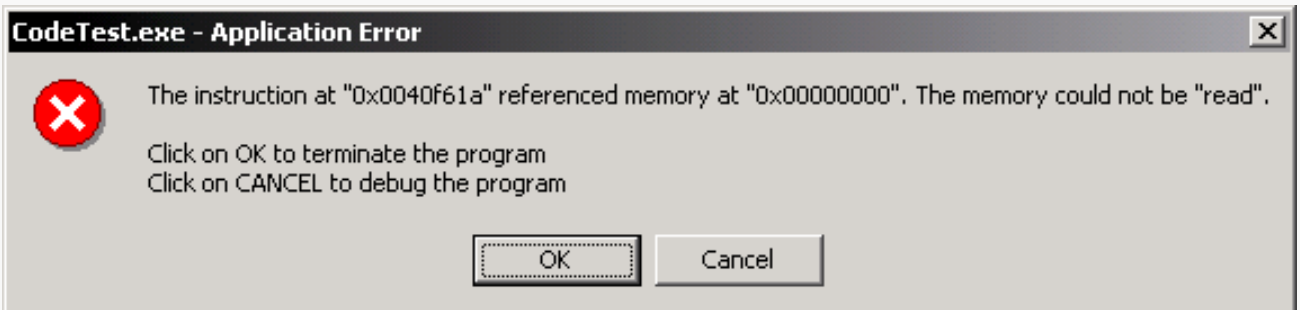 CodeTest.exe - Application Error
The instruction at "0x0040f61a" referenced memory at "0x00000000". The memory could not be "read".
Click on OK to terminate the program
Click on CANCEL to debug the program
OK Cancel